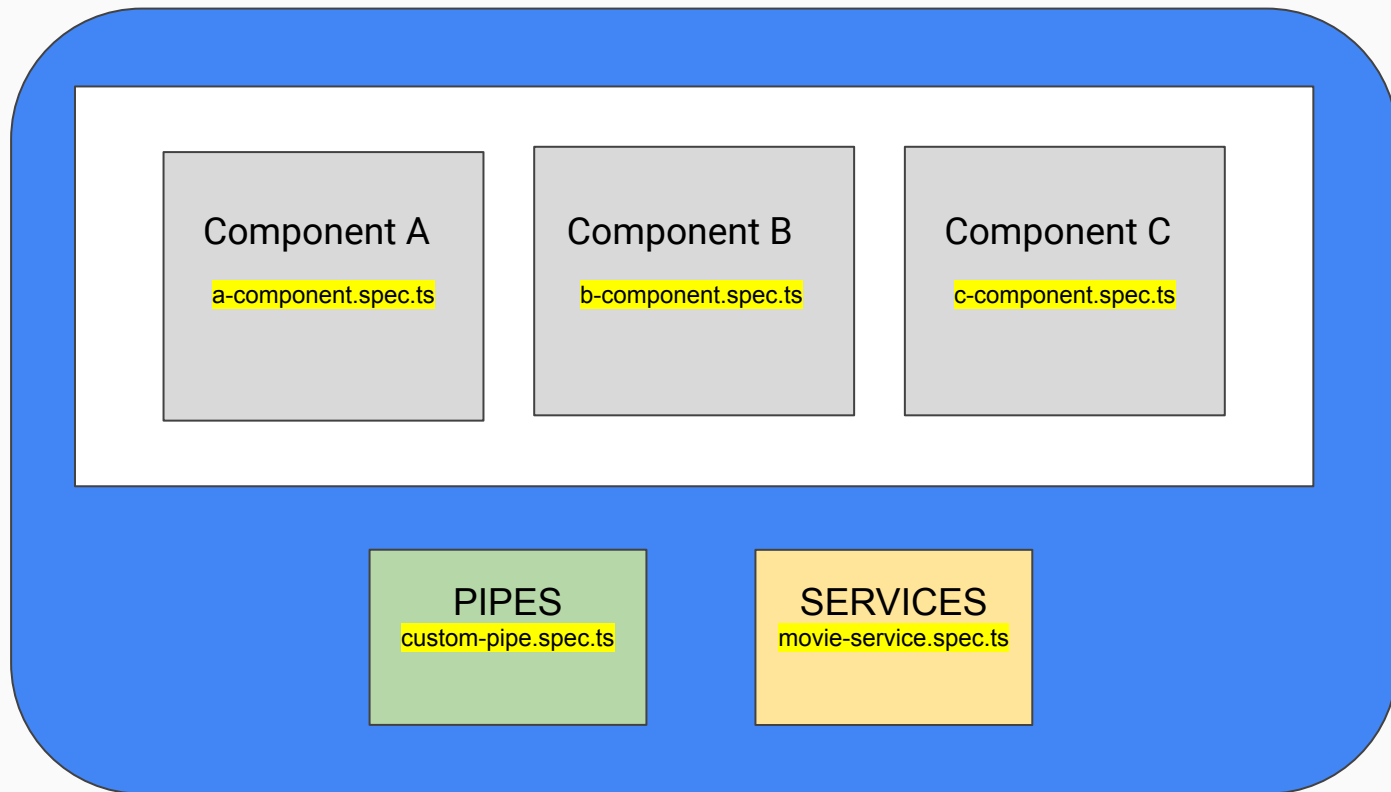 Component A
a-component.spec.ts
Component B
b-component.spec.ts
Component C
c-component.spec.ts
PIPES
custom-pipe.spec.ts
SERVICES
movie-service.spec.ts